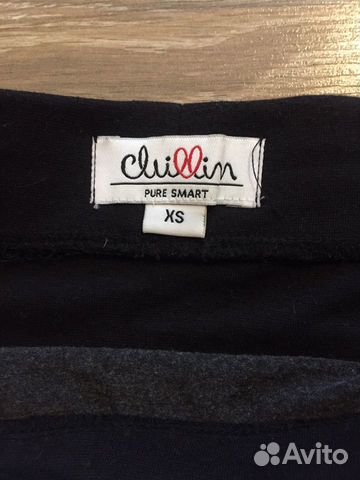 chillin
PURE SMART
XS
Avito